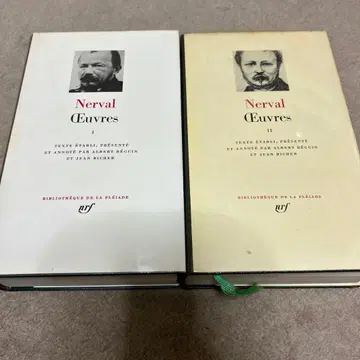 Nerval
Œuvres
I
TEXTE ÉTABLI, PRÉSENTÉ
ET ANNOTÉ PAR ALBERT BÉGUIN
ET JEAN RICHER
BIBLIOTHÈQUE DE LA PLÉIADE
nrf
Nerval
Œuvres
II
TEXTE ÉTABLI, PRÉSENTÉ
ET ANNOTÉ PAR ALBERT BÉGUIN
ET JEAN RICHER
BIBLIOTHÈQUE DE LA PLÉIADE
nrf